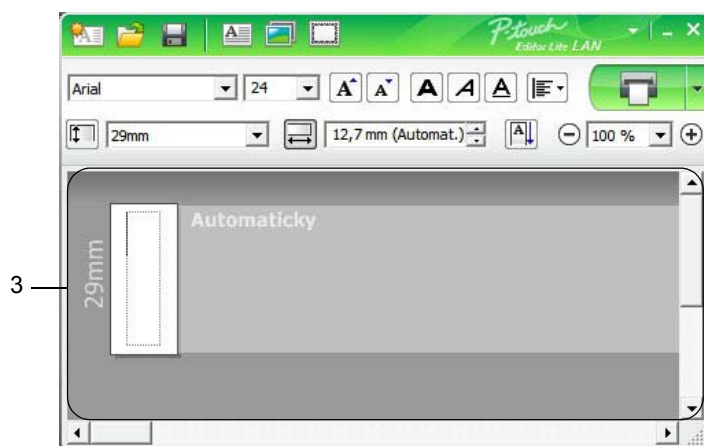 P-touch
Editor Lite LAN
Arial 24 A A A A A
29mm 12,7 mm (Automat.) A 100 %
Automaticky
29mm
3